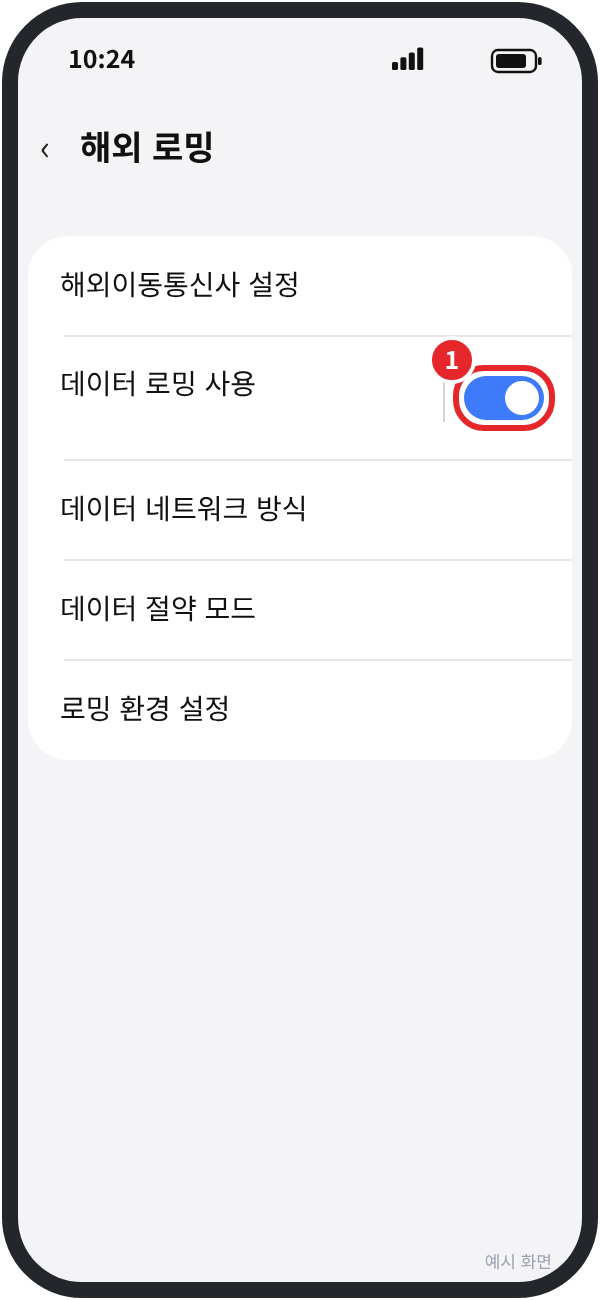 10:24
‹ 해외 로밍
해외이동통신사 설정
1
데이터 로밍 사용
데이터 네트워크 방식
데이터 절약 모드
로밍 환경 설정
예시 화면